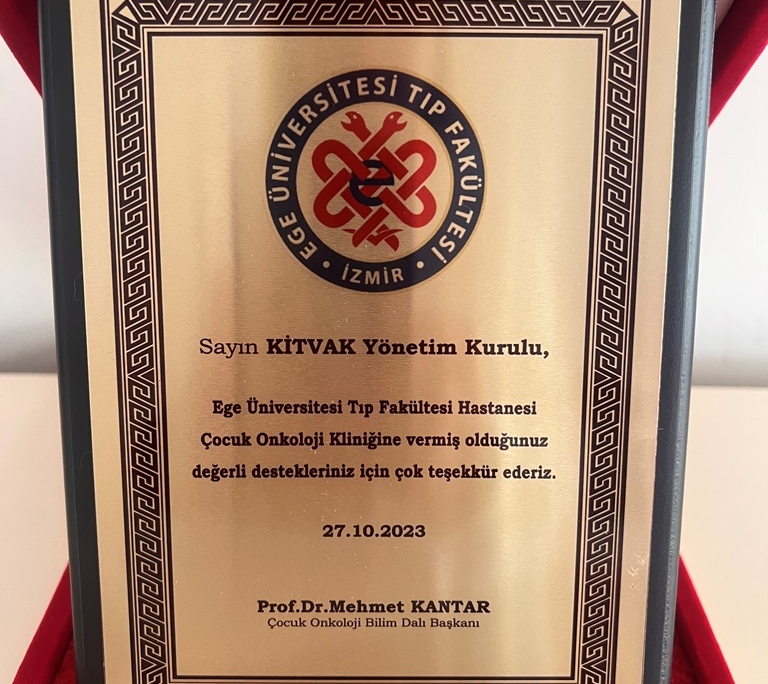 EGE ÜNİVERSİTESİ TIP FAKÜLTESİ
• İZMİR •
e
Sayın KİTVAK Yönetim Kurulu,
Ege Üniversitesi Tıp Fakültesi Hastanesi
Çocuk Onkoloji Kliniğine vermiş olduğunuz
değerli destekleriniz için çok teşekkür ederiz.
27.10.2023
Prof.Dr.Mehmet KANTAR
Çocuk Onkoloji Bilim Dalı Başkanı